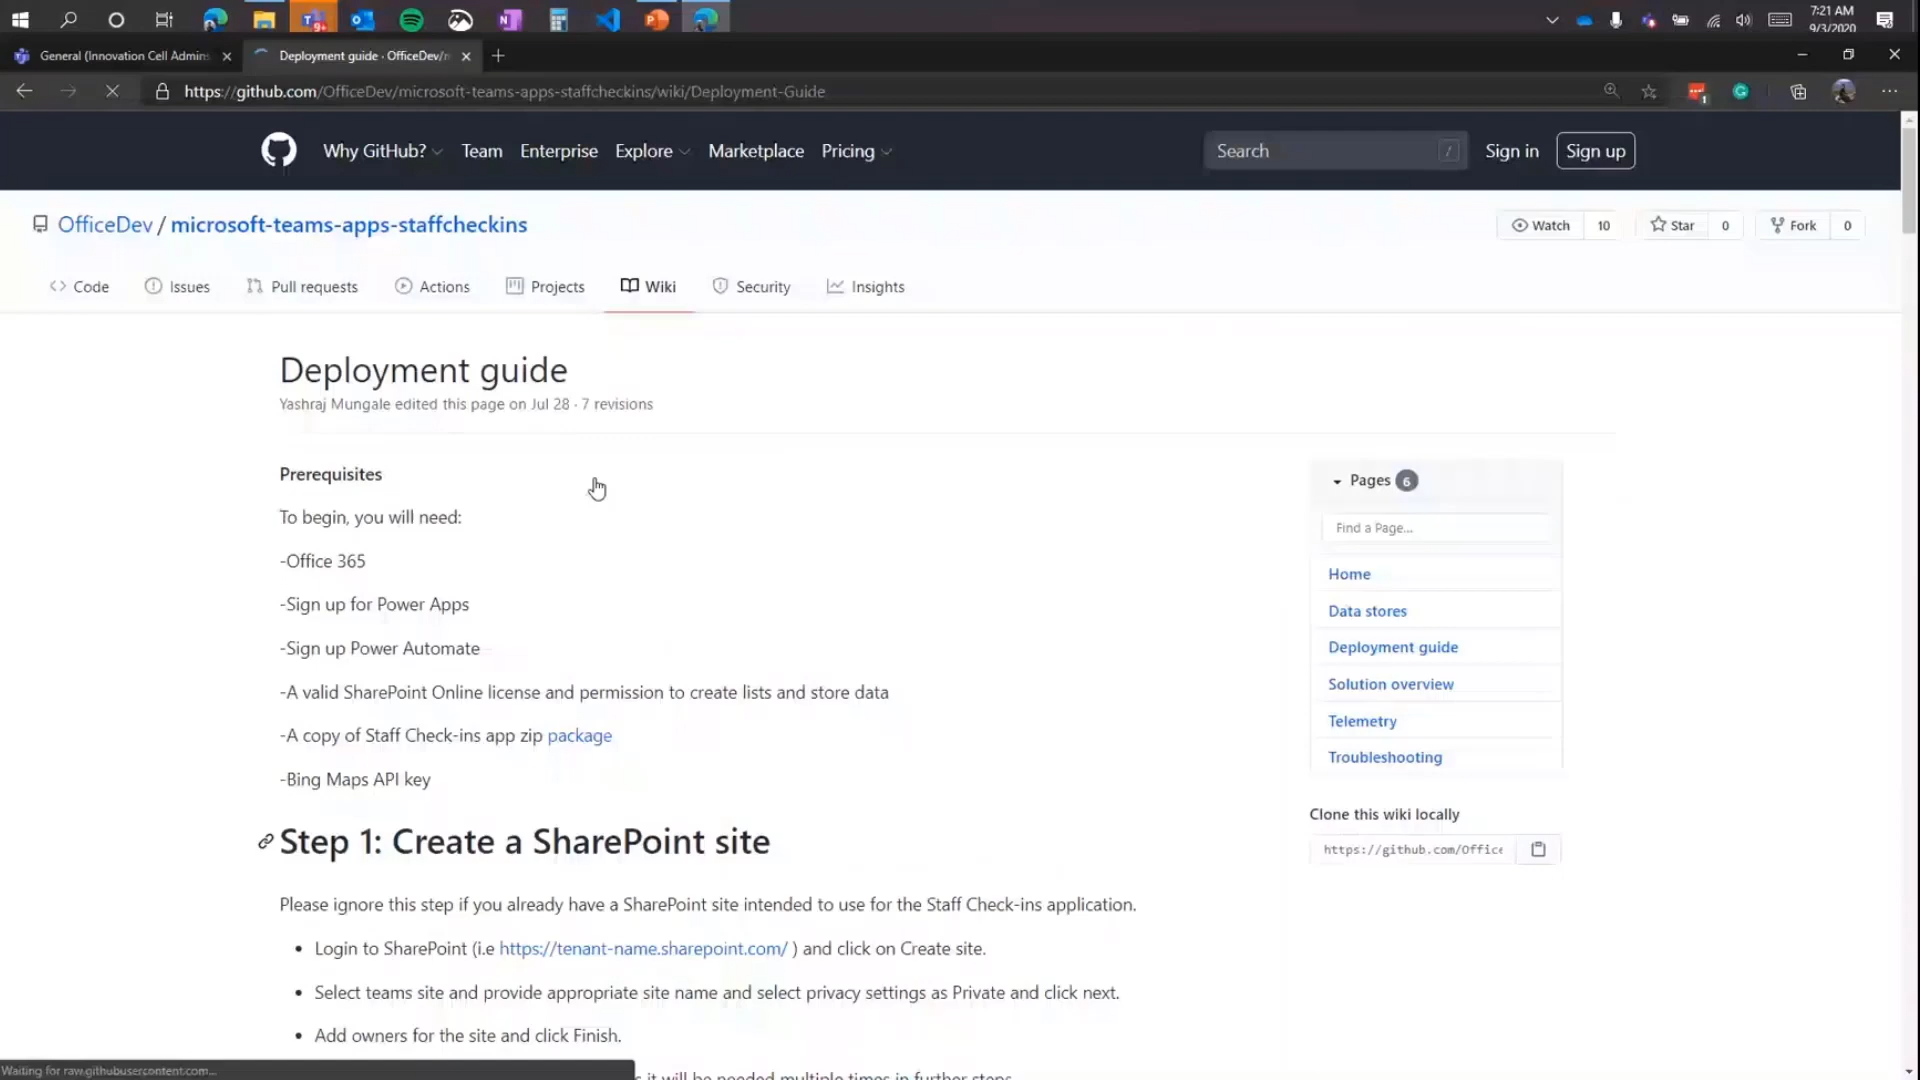 7:21 AM
9/3/2020
General (Innovation Cell Admins
Deployment guide · OfficeDev/m
https://github.com/OfficeDev/microsoft-teams-apps-staffcheckins/wiki/Deployment-Guide
Why GitHub? Team Enterprise Explore Marketplace Pricing
Search /
Sign in
Sign up
OfficeDev / microsoft-teams-apps-staffcheckins
Watch 10
Star 0
Fork 0
Code Issues Pull requests Actions Projects Wiki Security Insights
Deployment guide
Yashraj Mungale edited this page on Jul 28 · 7 revisions
Prerequisites
To begin, you will need:
-Office 365
-Sign up for Power Apps
-Sign up Power Automate
-A valid SharePoint Online license and permission to create lists and store data
-A copy of Staff Check-ins app zip package
-Bing Maps API key
Step 1: Create a SharePoint site
Please ignore this step if you already have a SharePoint site intended to use for the Staff Check-ins application.
• Login to SharePoint (i.e https://tenant-name.sharepoint.com/ ) and click on Create site.
• Select teams site and provide appropriate site name and select privacy settings as Private and click next.
• Add owners for the site and click Finish.
it will be needed multiple times in further steps
Pages 6
Find a Page...
Home
Data stores
Deployment guide
Solution overview
Telemetry
Troubleshooting
Clone this wiki locally
https://github.com/Office
Waiting for raw.githubusercontent.com...